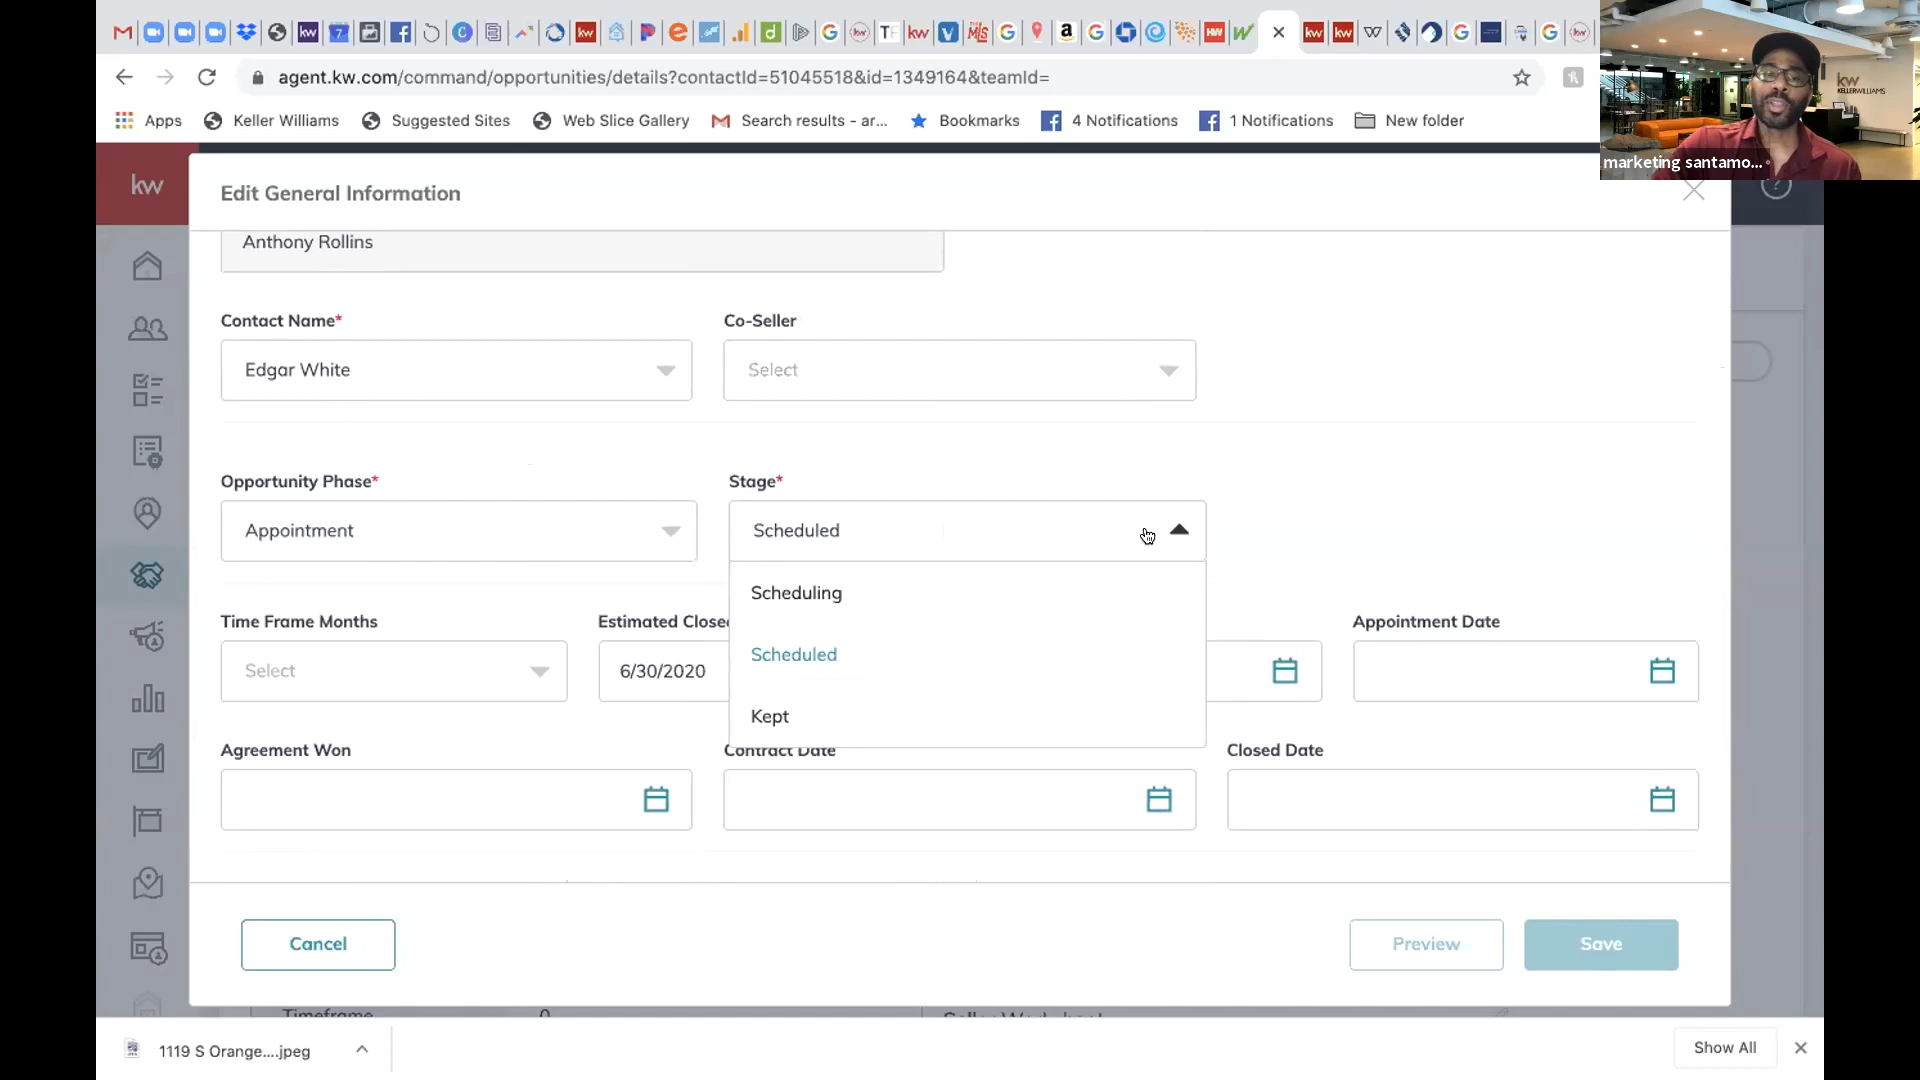 agent.kw.com/command/opportunities/details?contactId=51045518&id=1349164&teamId=
Apps Keller Williams Suggested Sites Web Slice Gallery Search results - ar... Bookmarks 4 Notifications 1 Notifications New folder
kw
KELLERWILLIAMS
marketing santamo...
kw
Edit General Information
Anthony Rollins
Contact Name* Co-Seller
Edgar White Select
Opportunity Phase* Stage*
Appointment Scheduled
Scheduling
Scheduled
Kept
Time Frame Months Estimated Close Appointment Date
Select 6/30/2020
Agreement Won Contract Date Closed Date
Cancel Preview Save
Timeframe 0
1119 S Orange....jpeg Show All